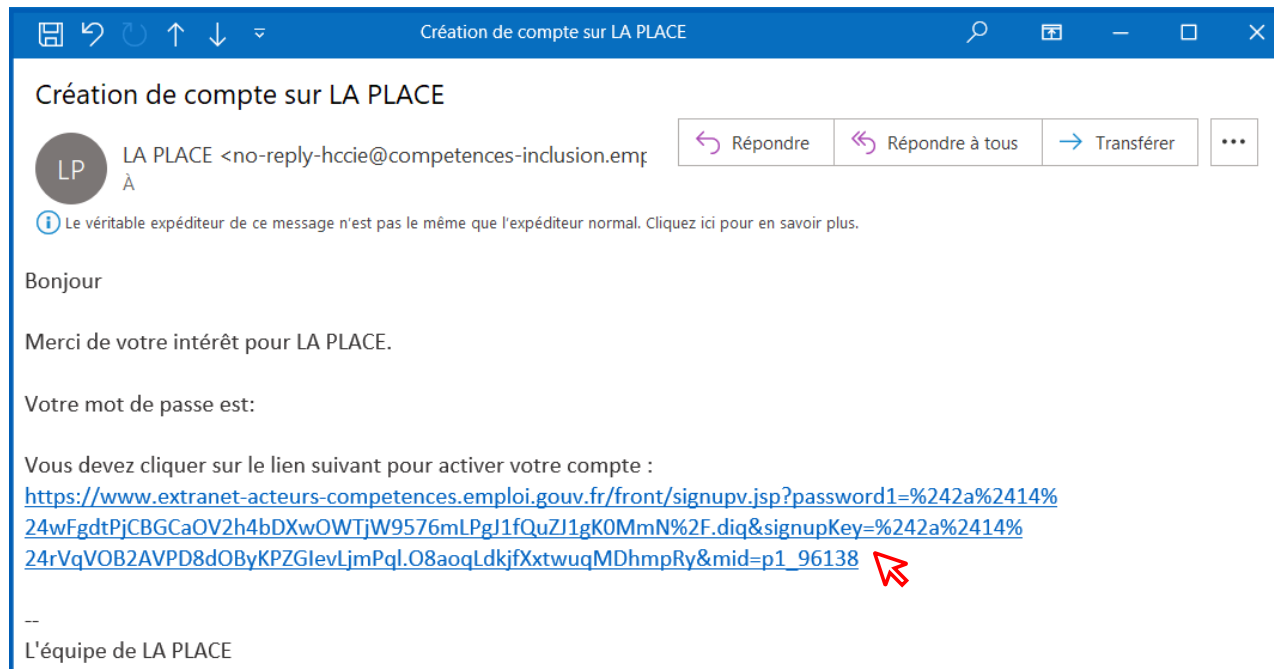 Création de compte sur LA PLACE
Création de compte sur LA PLACE
LP
LA PLACE <no-reply-hccie@competences-inclusion.emp
Répondre
Répondre à tous
Transférer
À
Le véritable expéditeur de ce message n'est pas le même que l'expéditeur normal. Cliquez ici pour en savoir plus.
Bonjour
Merci de votre intérêt pour LA PLACE.
Votre mot de passe est:
Vous devez cliquer sur le lien suivant pour activer votre compte :
https://www.extranet-acteurs-competences.emploi.gouv.fr/front/signupv.jsp?password1=%242a%2414%
24wFgdtPjCBGCaOV2h4bDXwOWTjW9576mLPgJ1fQuZJ1gK0MmN%2F.diq&signupKey=%242a%2414%
24rVqVOB2AVPD8dOByKPZGIevLjmPql.O8aoqLdkjfXxtwuqMDhmpRy&mid=p1_96138
--
L'équipe de LA PLACE